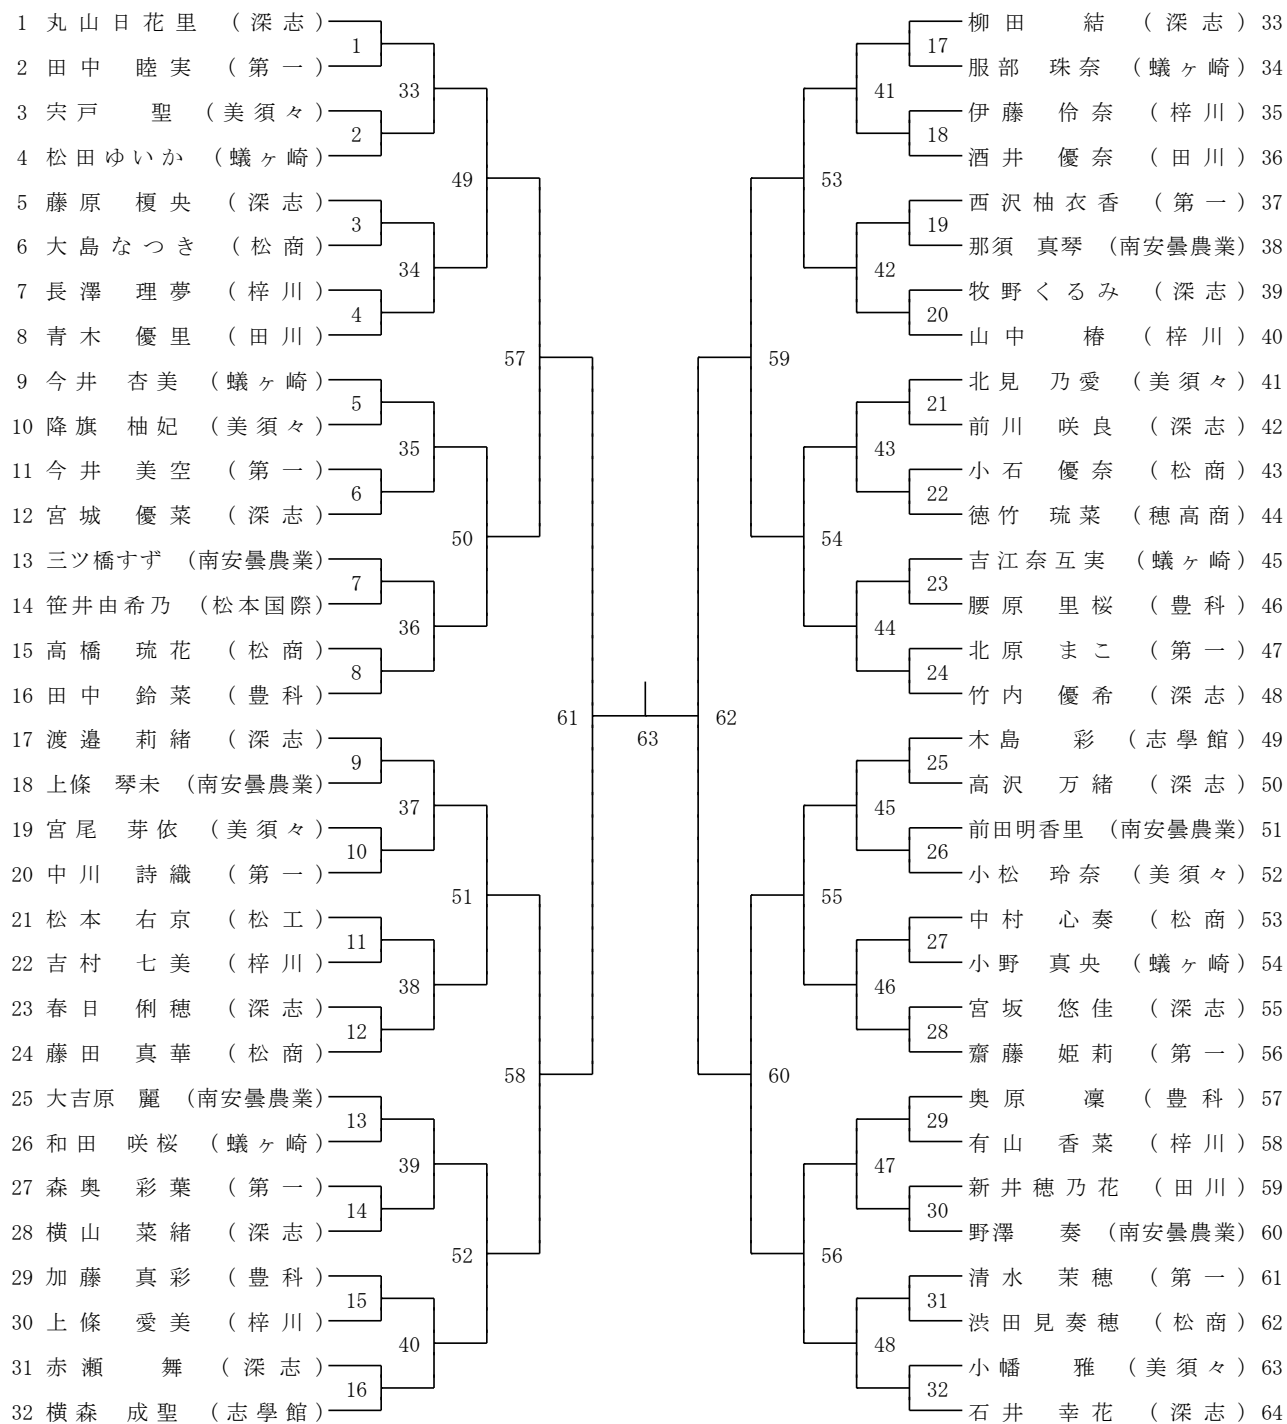 1 丸山日花里 （深志）
2 田中 睦実 （第一）
3 宍戸 聖 （美須々）
4 松田ゆいか （蟻ヶ崎）
5 藤原 榎央 （深志）
6 大島なつき （松商）
7 長澤 理夢 （梓川）
8 青木 優里 （田川）
9 今井 杏美 （蟻ヶ崎）
10 降旗 柚妃 （美須々）
11 今井 美空 （第一）
12 宮城 優菜 （深志）
13 三ツ橋すず （南安曇農業）
14 笹井由希乃 （松本国際）
15 高橋 琉花 （松商）
16 田中 鈴菜 （豊科）
17 渡邉 莉緒 （深志）
18 上條 琴未 （南安曇農業）
19 宮尾 芽依 （美須々）
20 中川 詩織 （第一）
21 松本 右京 （松工）
22 吉村 七美 （梓川）
23 春日 俐穂 （深志）
24 藤田 真華 （松商）
25 大吉原 麗 （南安曇農業）
26 和田 咲桜 （蟻ヶ崎）
27 森奥 彩葉 （第一）
28 横山 菜緒 （深志）
29 加藤 真彩 （豊科）
30 上條 愛美 （梓川）
31 赤瀬 舞 （深志）
32 横森 成聖 （志學館）
1
2
3
4
5
6
7
8
9
10
11
12
13
14
15
16
33
34
35
36
37
38
39
40
49
50
51
52
57
58
61
63
62
59
60
53
54
55
56
41
42
43
44
45
46
47
48
17
18
19
20
21
22
23
24
25
26
27
28
29
30
31
32
柳田 結 （深志） 33
服部 珠奈 （蟻ヶ崎） 34
伊藤 伶奈 （梓川） 35
酒井 優奈 （田川） 36
西沢柚衣香 （第一） 37
那須 真琴 （南安曇農業） 38
牧野くるみ （深志） 39
山中 椿 （梓川） 40
北見 乃愛 （美須々） 41
前川 咲良 （深志） 42
小石 優奈 （松商） 43
徳竹 琉菜 （穂高商） 44
吉江奈互実 （蟻ヶ崎） 45
腰原 里桜 （豊科） 46
北原 まこ （第一） 47
竹内 優希 （深志） 48
木島 彩 （志學館） 49
高沢 万緒 （深志） 50
前田明香里 （南安曇農業） 51
小松 玲奈 （美須々） 52
中村 心奏 （松商） 53
小野 真央 （蟻ヶ崎） 54
宮坂 悠佳 （深志） 55
齋藤 姫莉 （第一） 56
奥原 凜 （豊科） 57
有山 香菜 （梓川） 58
新井穂乃花 （田川） 59
野澤 奏 （南安曇農業） 60
清水 茉穂 （第一） 61
渋田見奏穂 （松商） 62
小幡 雅 （美須々） 63
石井 幸花 （深志） 64